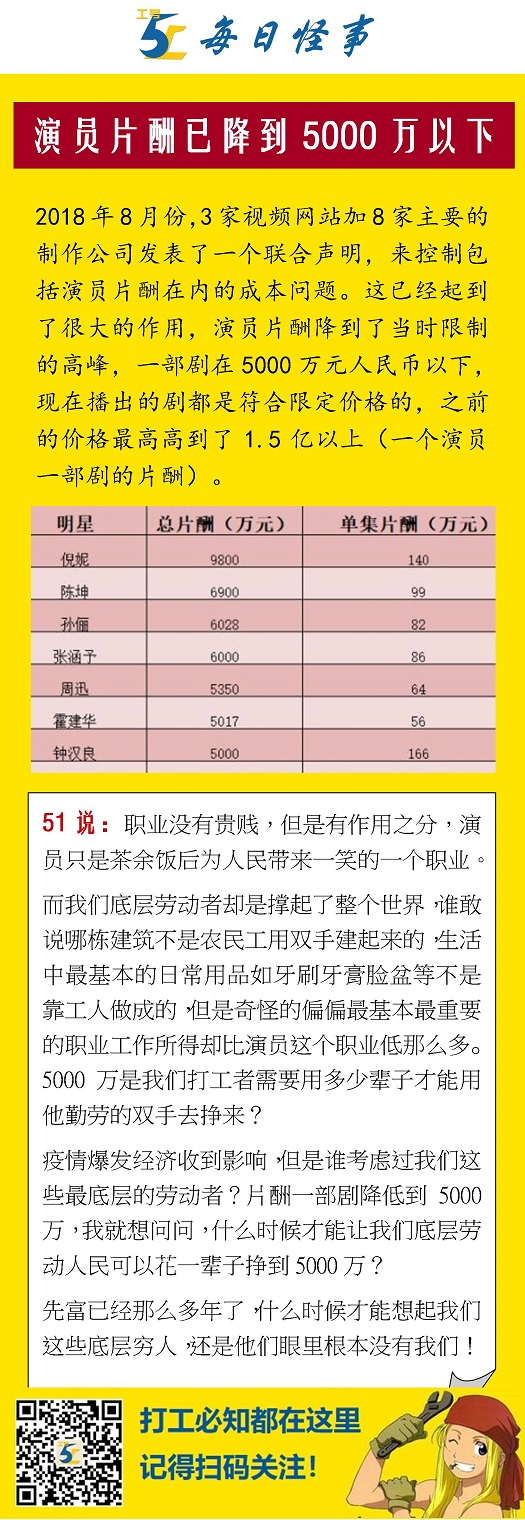 工号
51
每日怪事
演员片酬已降到 5000 万以下
2018 年 8 月份,3 家视频网站加 8 家主要的
制作公司发表了一个联合声明，来控制包
括演员片酬在内的成本问题。这已经起到
了很大的作用，演员片酬降到了当时限制
的高峰，一部剧在 5000 万元人民币以下，
现在播出的剧都是符合限定价格的，之前
的价格最高高到了 1.5 亿以上（一个演员
一部剧的片酬）。
明星 总片酬（万元） 单集片酬（万元）
倪妮 9800 140
陈坤 6900 99
孙俪 6028 82
张涵予 6000 86
周迅 5350 64
霍建华 5017 56
钟汉良 5000 166
51 说：职业没有贵贱，但是有作用之分，演
员只是茶余饭后为人民带来一笑的一个职业。
而我们底层劳动者却是撑起了整个世界，谁敢
说哪栋建筑不是农民工用双手建起来的，生活
中最基本的日常用品如牙刷牙膏脸盆等不是
靠工人做成的，但是奇怪的偏偏最基本最重要
的职业工作所得却比演员这个职业低那么多。
5000 万是我们打工者需要用多少辈子才能用
他勤劳的双手去挣来？
疫情爆发经济收到影响，但是谁考虑过我们这
些最底层的劳动者？片酬一部剧降低到 5000
万，我就想问问，什么时候才能让我们底层劳
动人民可以花一辈子挣到 5000 万？
先富已经那么多年了，什么时候才能想起我们
这些底层穷人，还是他们眼里根本没有我们！
打工必知都在这里
记得扫码关注！